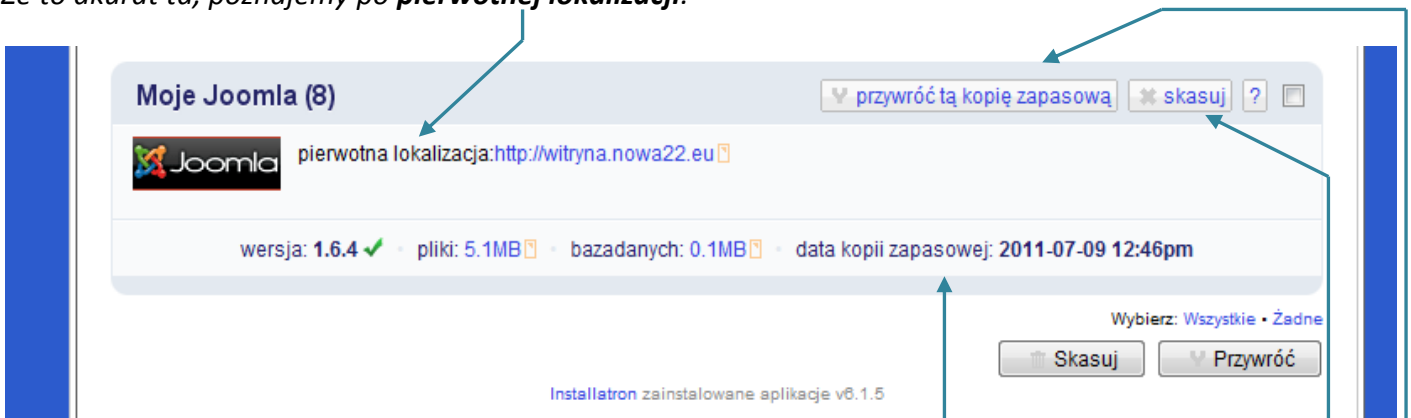 Że to akurat ta, poznajemy po pierwotnej lokalizacji.
Moje Joomla (8)
przywróć tą kopię zapasową
skasuj
?
Joomla
pierwotna lokalizacja:http://witryna.nowa22.eu
wersja: 1.6.4 • pliki: 5.1MB • bazadanych: 0.1MB • data kopii zapasowej: 2011-07-09 12:46pm
Wybierz: Wszystkie • Żadne
Skasuj
Przywróć
Installatron zainstalowane aplikacje v6.1.5